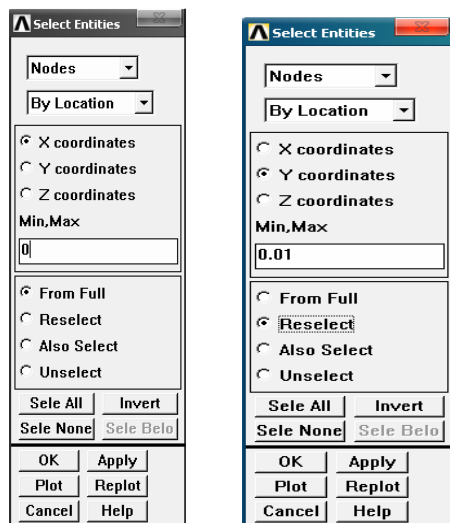 Select Entities
Nodes
By Location
X coordinates
Y coordinates
Z coordinates
Min,Max
0
From Full
Reselect
Also Select
Unselect
Sele All Invert
Sele None Sele Belo
OK Apply
Plot Replot
Cancel Help
Select Entities
Nodes
By Location
X coordinates
Y coordinates
Z coordinates
Min,Max
0.01
From Full
Reselect
Also Select
Unselect
Sele All Invert
Sele None Sele Belo
OK Apply
Plot Replot
Cancel Help